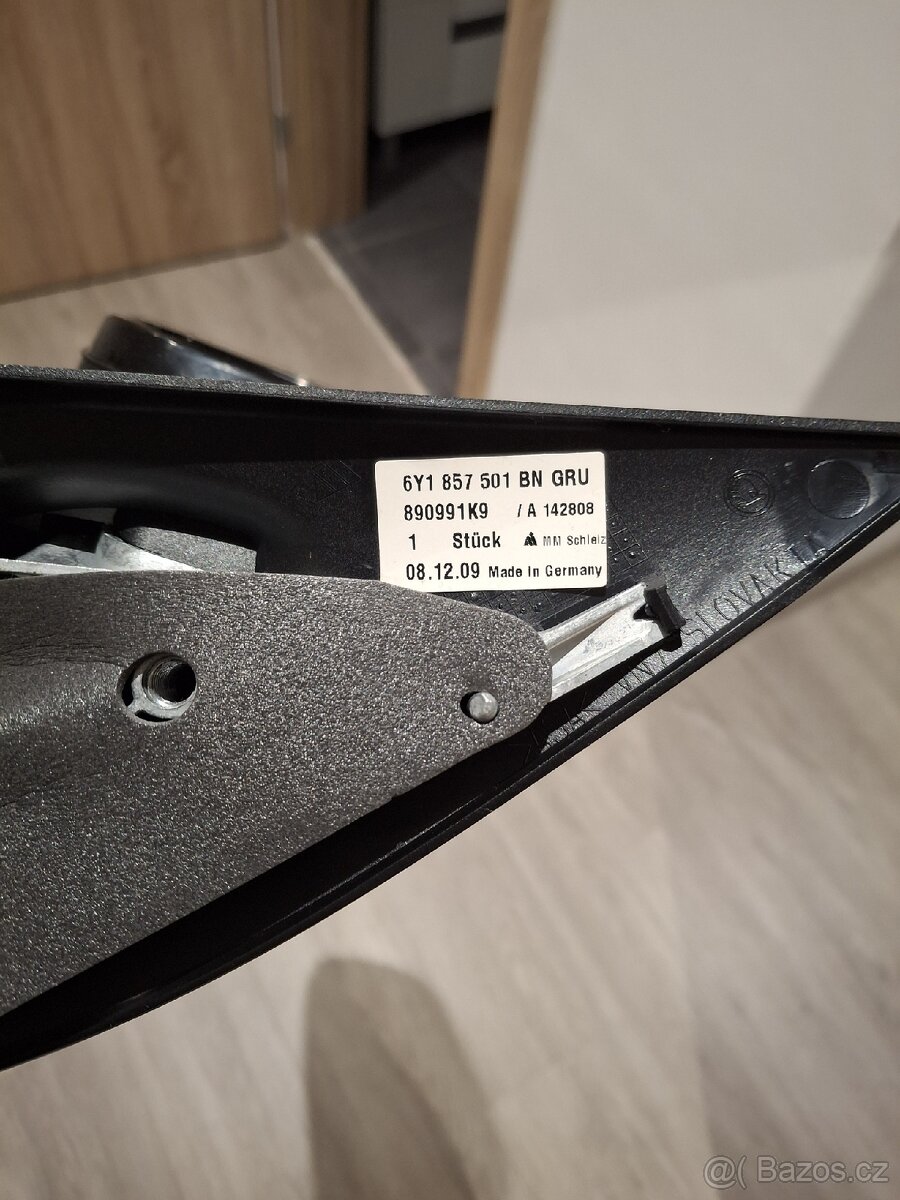 6Y1 857 501 BN GRU
890991K9 / A 142808
1 Stück MM Schleiz
08.12.09 Made in Germany
SLOVAKIA
@( Bazos.cz